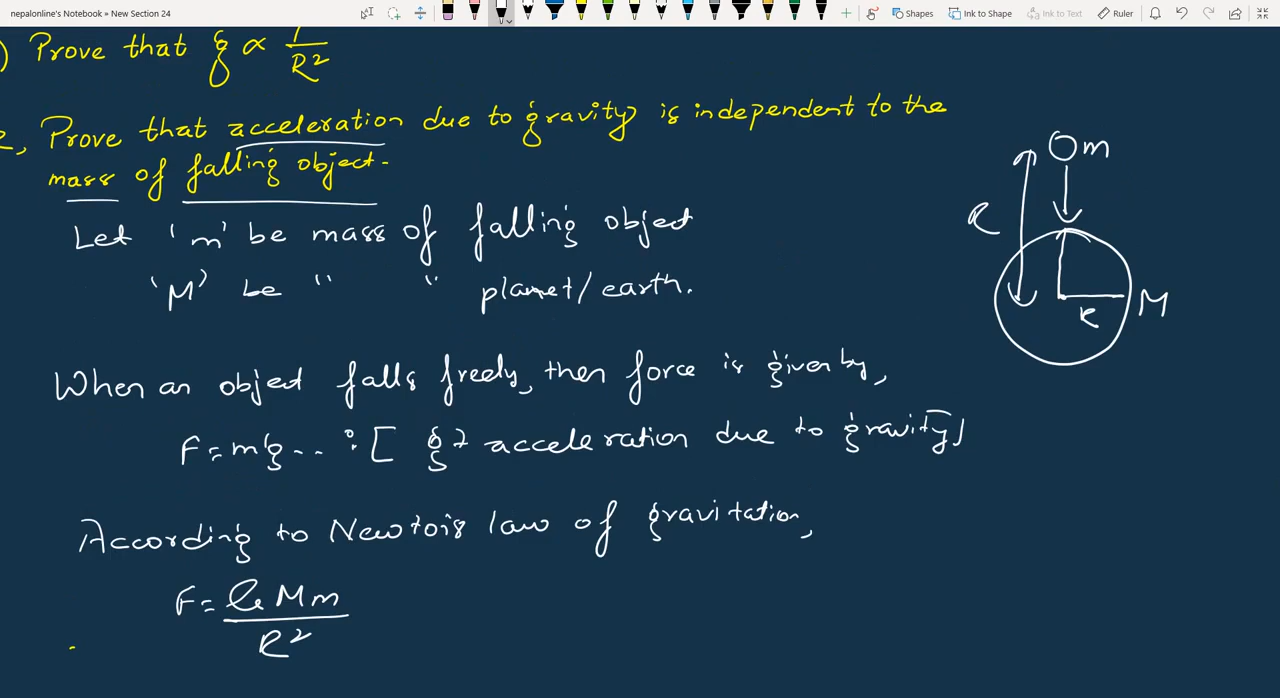 nepalonline's Notebook » New Section 24
Shapes Ink to Shape Ink to Text Ruler
) Prove that g ∝ 1/R²
2, Prove that acceleration due to gravity is independent to the
mass of falling object-
Let 'm' be mass of falling object
'M' be " " planet/earth.
m
R
R
M
When an object falls freely, then force is given by,
F = mg -- ∵ [ g = acceleration due to gravity]
According to Newton's law of gravitation,
F = GMm/R²